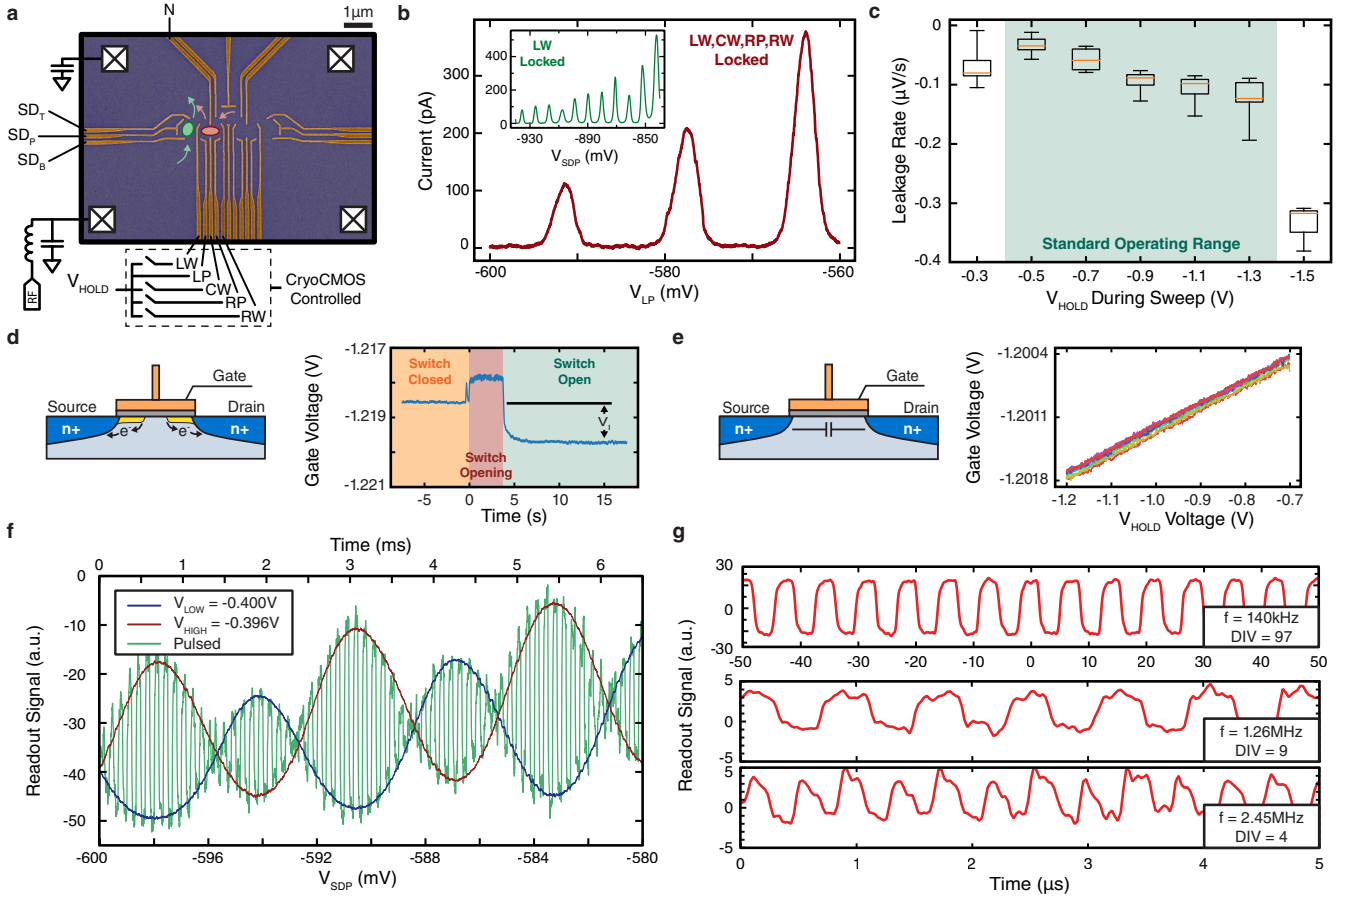 a
N
1μm
SD_T
SD_P
SD_B
RF
V_HOLD
LW
LP
CW
RP
RW
CryoCMOS
Controlled
b
Current (pA)
300
200
100
0
-600
-580
-560
V_LP (mV)
LW,CW,RP,RW
Locked
LW
Locked
400
200
0
-930
-890
-850
V_SDP (mV)
c
Leakage Rate (μV/s)
0
-0.1
-0.2
-0.3
-0.4
Standard Operating Range
-0.3
-0.5
-0.7
-0.9
-1.1
-1.3
-1.5
V_HOLD During Sweep (V)
d
Gate
Source
Drain
n+
n+
e-
e-
Gate Voltage (V)
-1.217
-1.219
-1.221
Switch
Closed
Switch
Opening
Switch
Open
V_I
-5
0
5
10
15
Time (s)
e
Gate
Source
Drain
n+
n+
Gate Voltage (V)
-1.2004
-1.2011
-1.2018
-1.2
-1.1
-1.0
-0.9
-0.8
-0.7
V_HOLD Voltage (V)
f
Time (ms)
0
1
2
3
4
5
6
Readout Signal (a.u.)
0
-10
-20
-30
-40
-50
V_LOW = -0.400V
V_HIGH = -0.396V
Pulsed
-600
-596
-592
-588
-584
-580
V_SDP (mV)
g
Readout Signal (a.u.)
30
0
-30
-50
-40
-30
-20
-10
0
10
20
30
40
50
f = 140kHz
DIV = 97
5
0
-5
f = 1.26MHz
DIV = 9
5
0
-5
f = 2.45MHz
DIV = 4
0
1
2
3
4
5
Time (μs)